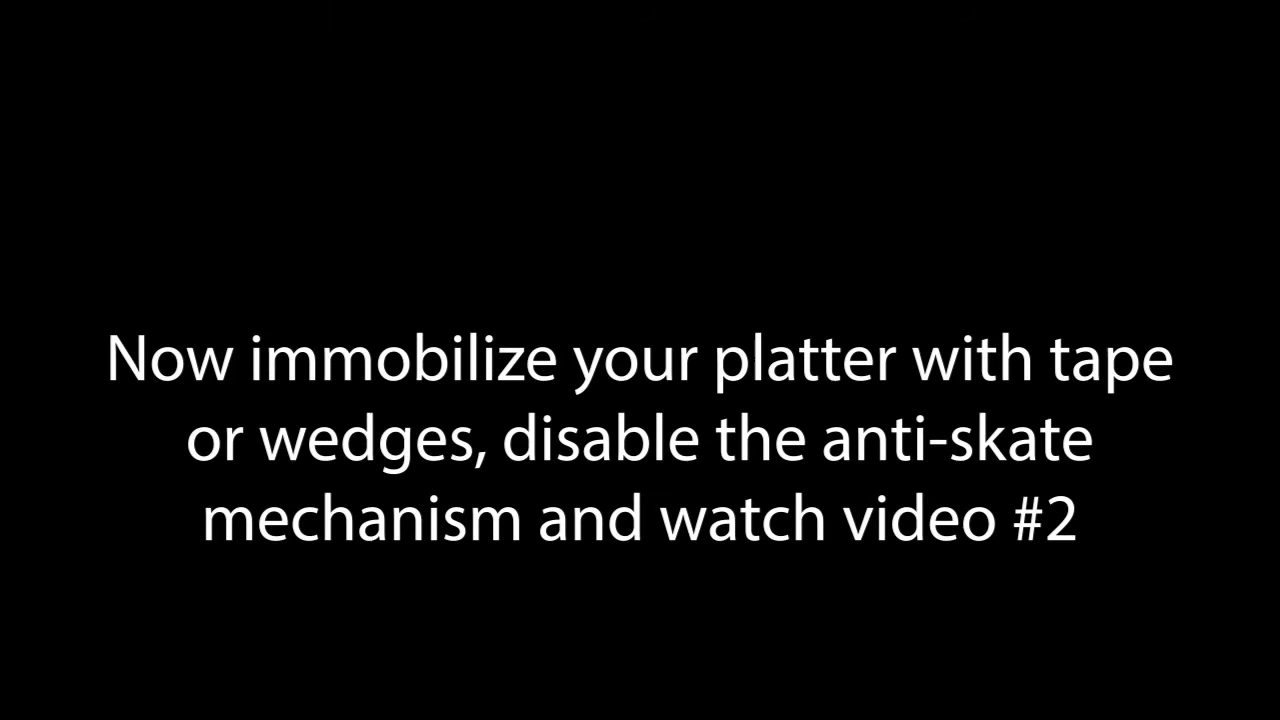 Now immobilize your platter with tape
or wedges, disable the anti-skate
mechanism and watch video #2